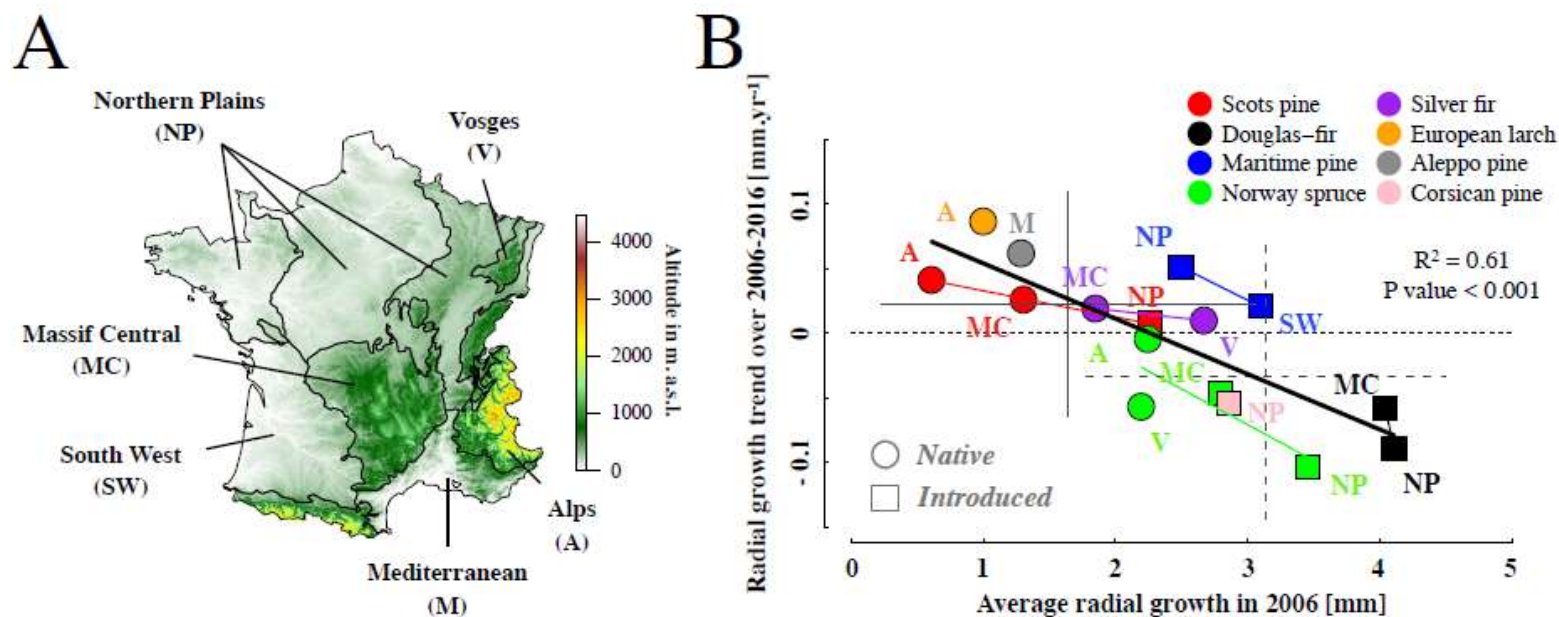 A
Northern Plains
(NP)
Vosges
(V)
Massif Central
(MC)
South West
(SW)
Alps
(A)
Mediterranean
(M)
4000
3000
2000
1000
0
Altitude in m. a.s.l.
B
Radial growth trend over 2006-2016 [mm.yr⁻¹]
Scots pine
Douglas–fir
Maritime pine
Norway spruce
Silver fir
European larch
Aleppo pine
Corsican pine
R² = 0.61
P value < 0.001
0.1
0
- 0.1
A
M
A
MC
MC
NP
NP
SW
V
A
MC
V
NP
NP
MC
NP
Native
Introduced
0 1 2 3 4 5
Average radial growth in 2006 [mm]